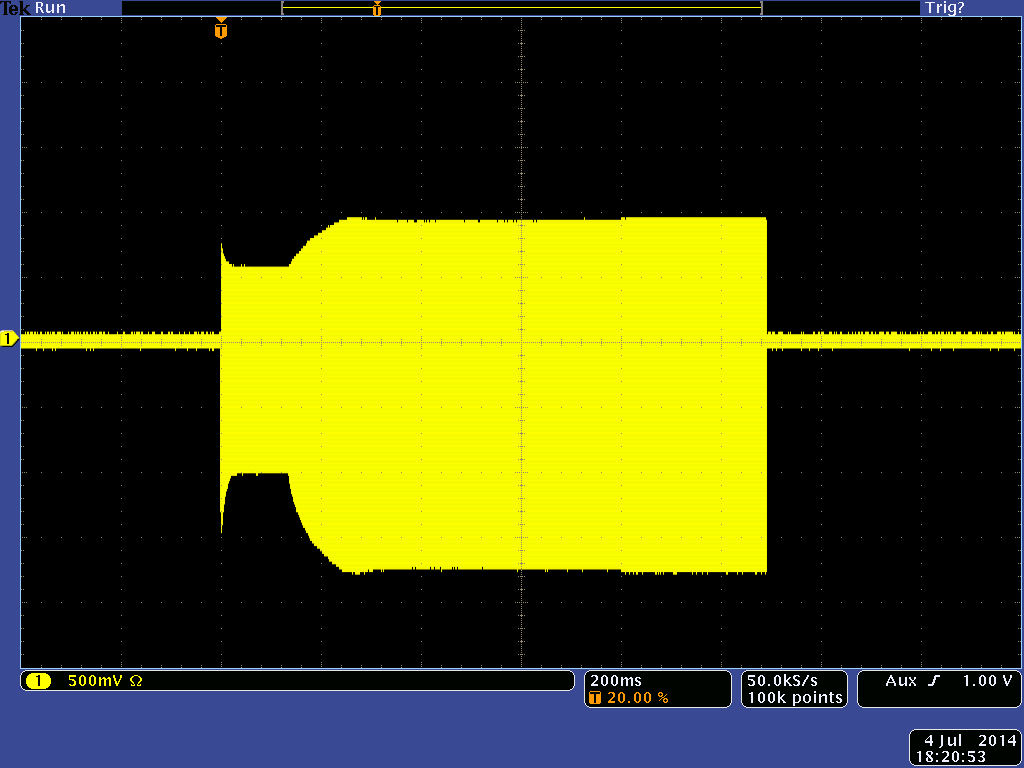 Tek Run Trig?
T
T
1
1 500mV Ω 200ms 50.0kS/s Aux 1.00 V
T 20.00 % 100k points
4 Jul 2014
18:20:53